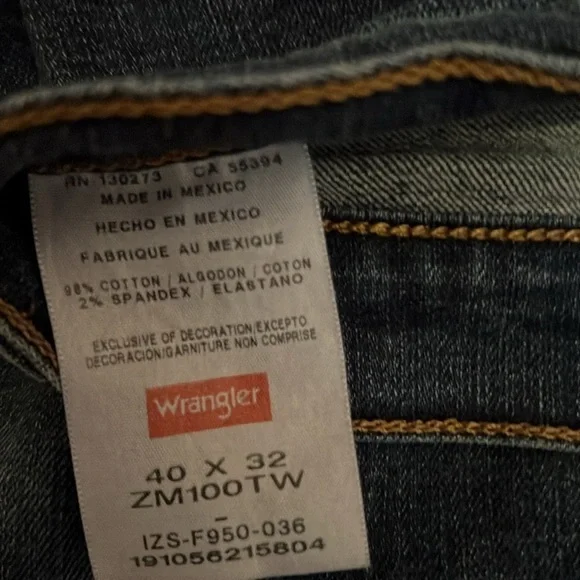 RN 130273 CA 55394
MADE IN MEXICO
HECHO EN MEXICO
FABRIQUE AU MEXIQUE
98% COTTON / ALGODON / COTON
2% SPANDEX / ELASTANO
EXCLUSIVE OF DECORATION/EXCEPTO
DECORACION/GARNITURE NON COMPRISE
Wrangler
40 X 32
ZM100TW
-
IZS-F950-036
191056215804